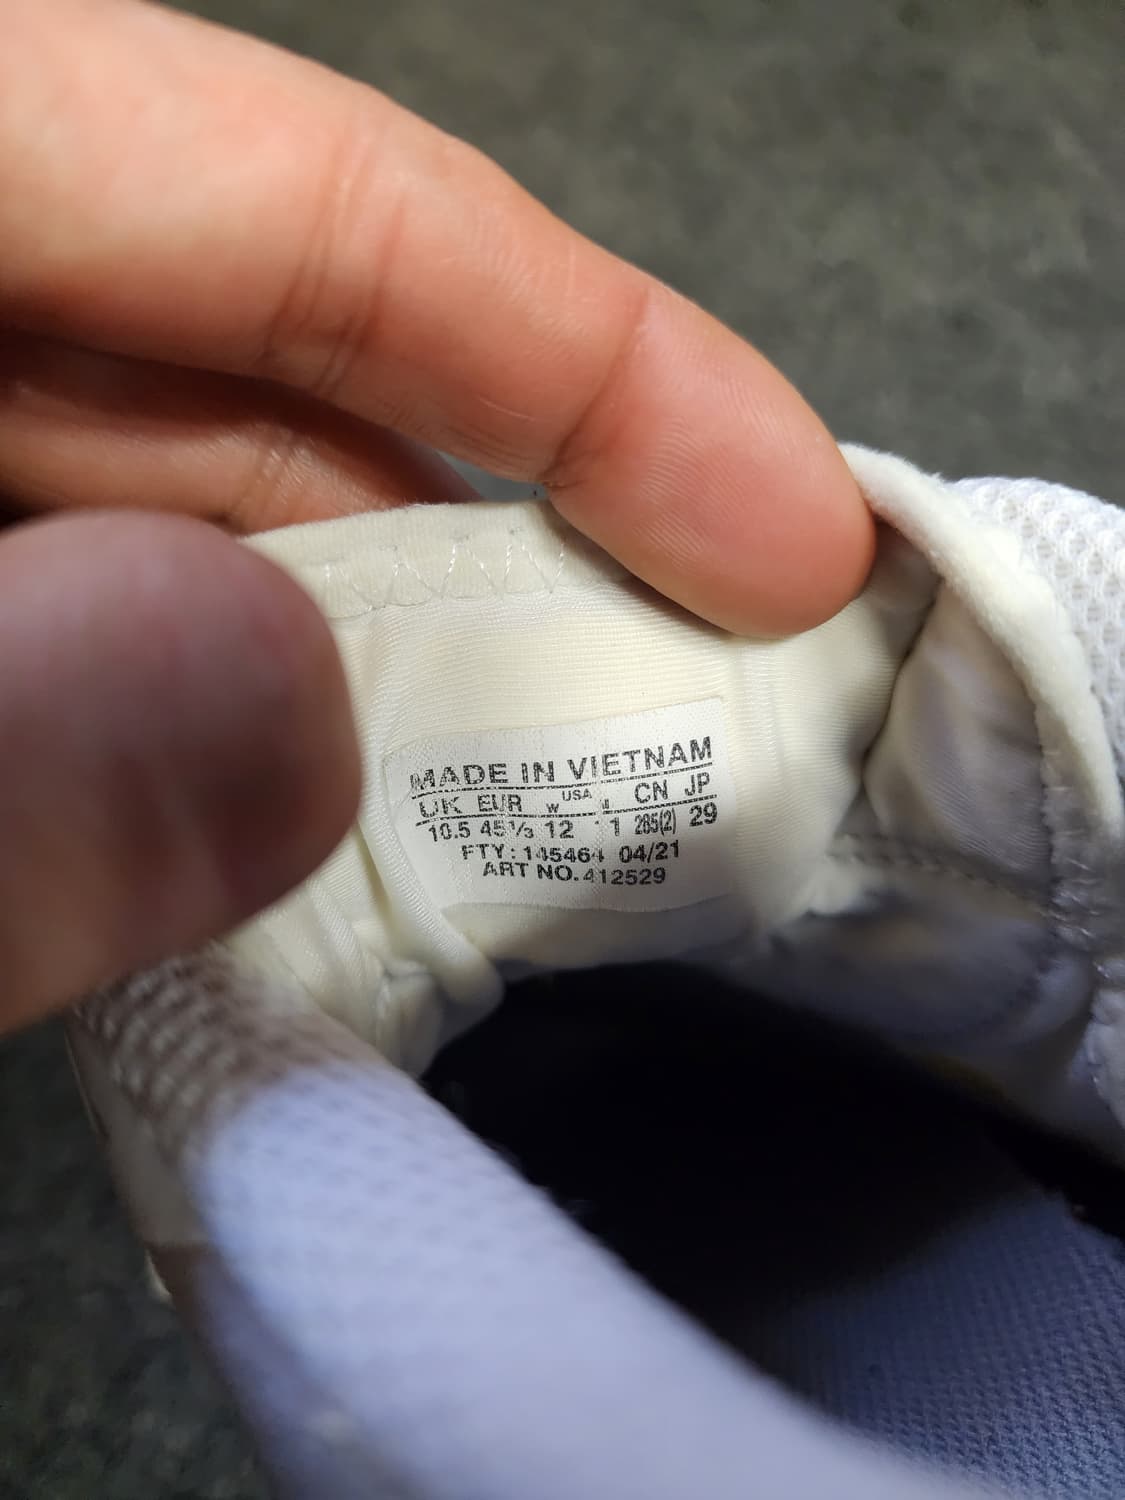 MADE IN VIETNAM
UK EUR W USA M CN JP
10.5 45⅓ 12 11 285(2) 29
FTY: 145464 04/21
ART NO. 412529